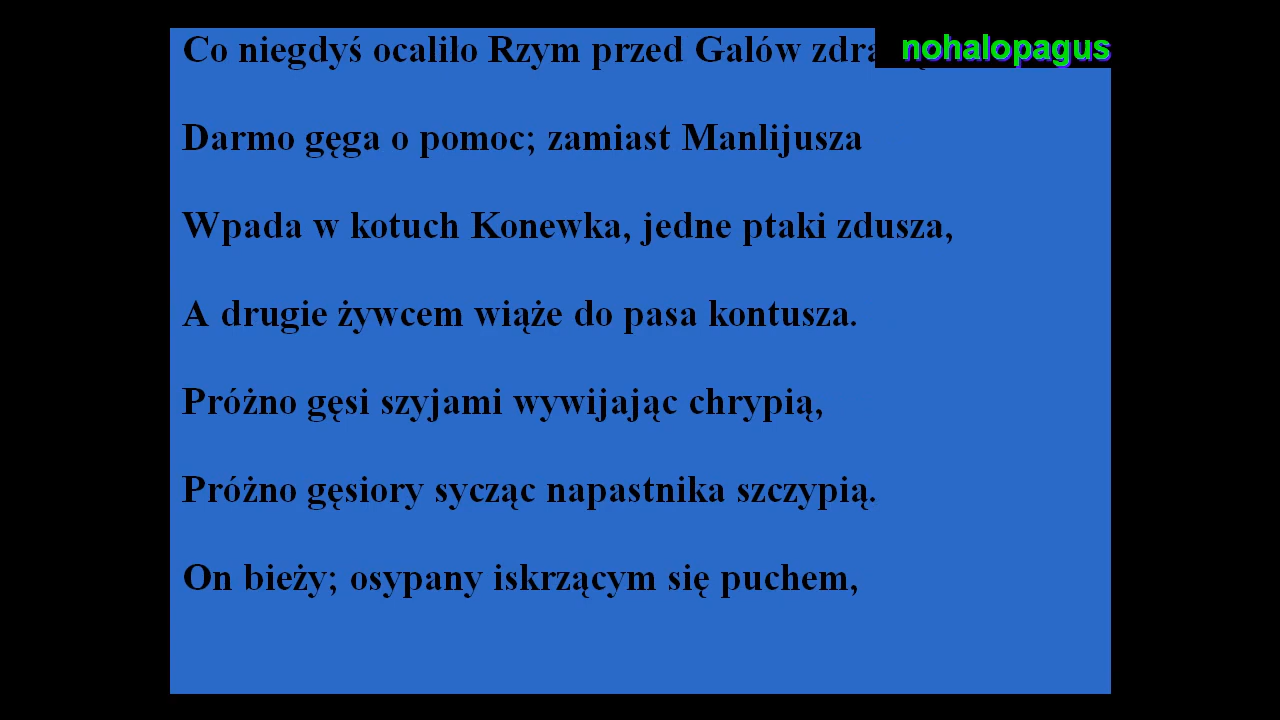 Co niegdyś ocaliło Rzym przed Galów
nohalopagus
Darmo gęga o pomoc; zamiast Manlijusza
Wpada w kotuch Konewka, jedne ptaki zdusza,
A drugie żywcem wiąże do pasa kontusza.
Próżno gęsi szyjami wywijając chrypią,
Próżno gęsiory sycząc napastnika szczypią.
On bieży; osypany iskrzącym się puchem,